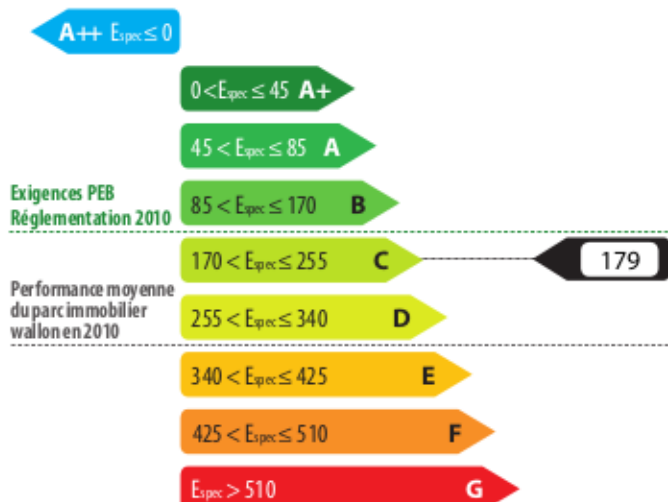 A++ Espec ≤ 0
0 < Espec ≤ 45 A+
45 < Espec ≤ 85 A
Exigences PEB
Réglementation 2010
85 < Espec ≤ 170 B
170 < Espec ≤ 255 C
179
Performance moyenne
du parc immobilier
wallon en 2010
255 < Espec ≤ 340 D
340 < Espec ≤ 425 E
425 < Espec ≤ 510 F
Espec > 510 G